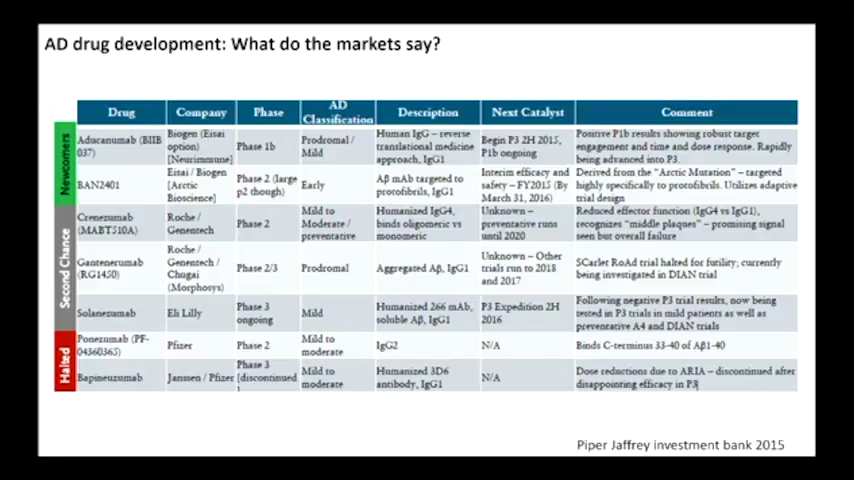 AD drug development: What do the markets say?
Drug Company Phase AD Classification Description Next Catalyst Comment
Newcomers
Aducanumab (BIIB 037) Biogen (Eisai option) [Neurimmune] Phase 1b Prodromal / Mild Human IgG – reverse translational medicine approach, IgG1 Begin P3 2H 2015, P1b ongoing Positive P1b results showing robust target engagement and time and dose response. Rapidly being advanced into P3.
BAN2401 Eisai / Biogen [Arctic Bioscience] Phase 2 (large p2 though) Early Aβ mAb targeted to protofibrils, IgG1 Interim efficacy and safety – FY2015 (By March 31, 2016) Derived from the "Arctic Mutation" – targeted highly specifically to protofibrils. Utilizes adaptive trial design
Second Chance
Crenezumab (MABT510A) Roche / Genentech Phase 2 Mild to Moderate / preventative Humanized IgG4, binds oligomeric vs monomeric Unknown – preventative runs until 2020 Reduced effector function (IgG4 vs IgG1), recognizes "middle plaques" – promising signal seen but overall failure
Gantenerumab (RG1450) Roche / Genentech / Chugai (Morphosys) Phase 2/3 Prodromal Aggregated Aβ, IgG1 Unknown – Other trials run to 2018 and 2017 SCarlet RoAd trial halted for futility; currently being investigated in DIAN trial
Solanezumab Eli Lilly Phase 3 ongoing Mild Humanized 266 mAb, soluble Aβ, IgG1 P3 Expedition 2H 2016 Following negative P3 trial results, now being tested in P3 trials in mild patients as well as preventative A4 and DIAN trials
Halted
Ponezumab (PF-04360365) Pfizer Phase 2 Mild to moderate IgG2 N/A Binds C-terminus 33-40 of Aβ1-40
Bapineuzumab Janssen / Pfizer Phase 3 [discontinued] Mild to moderate Humanized 3D6 antibody, IgG1 N/A Dose reductions due to ARIA – discontinued after disappointing efficacy in P3
Piper Jaffrey investment bank 2015